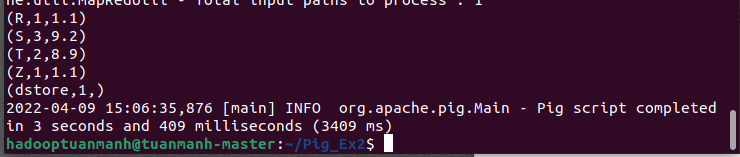 ne.util.MapRedUtil - Total input paths to process : 1
(R,1,1.1)
(S,3,9.2)
(T,2,8.9)
(Z,1,1.1)
(dstore,1,)
2022-04-09 15:06:35,876 [main] INFO  org.apache.pig.Main - Pig script completed
in 3 seconds and 409 milliseconds (3409 ms)
hadooptuanmanh@tuanmanh-master:~/Pig_Ex2$